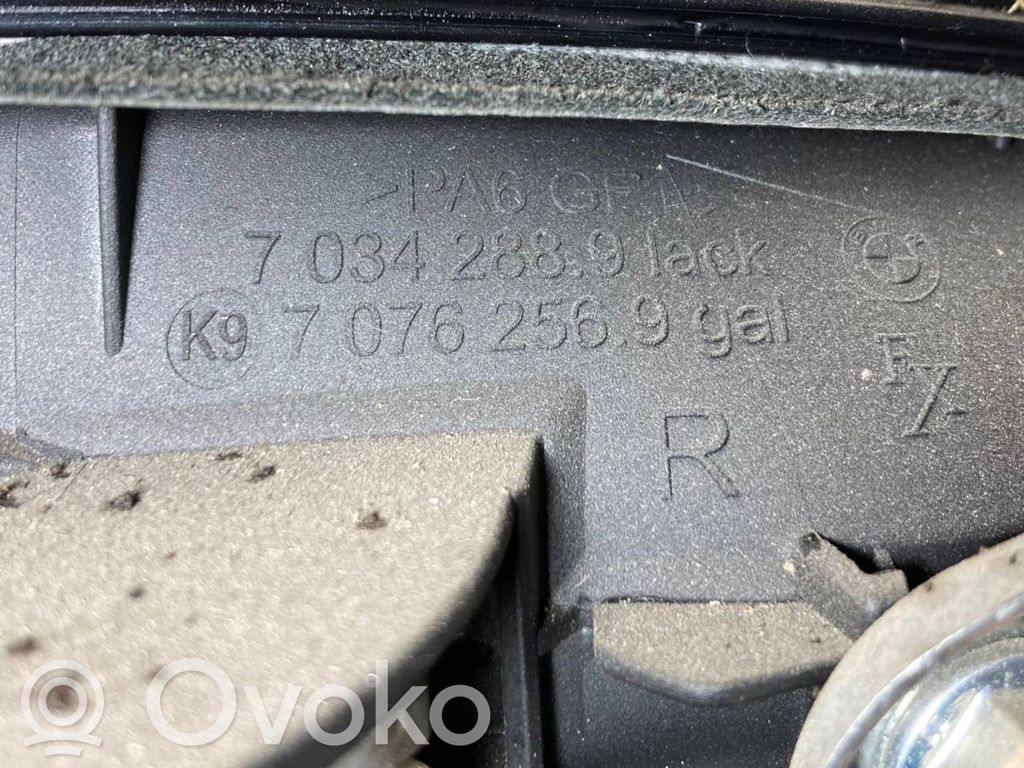 >PA6 GF
7 034 288.9 lack
K9 7 076 256.9 gal
R
Ovoko